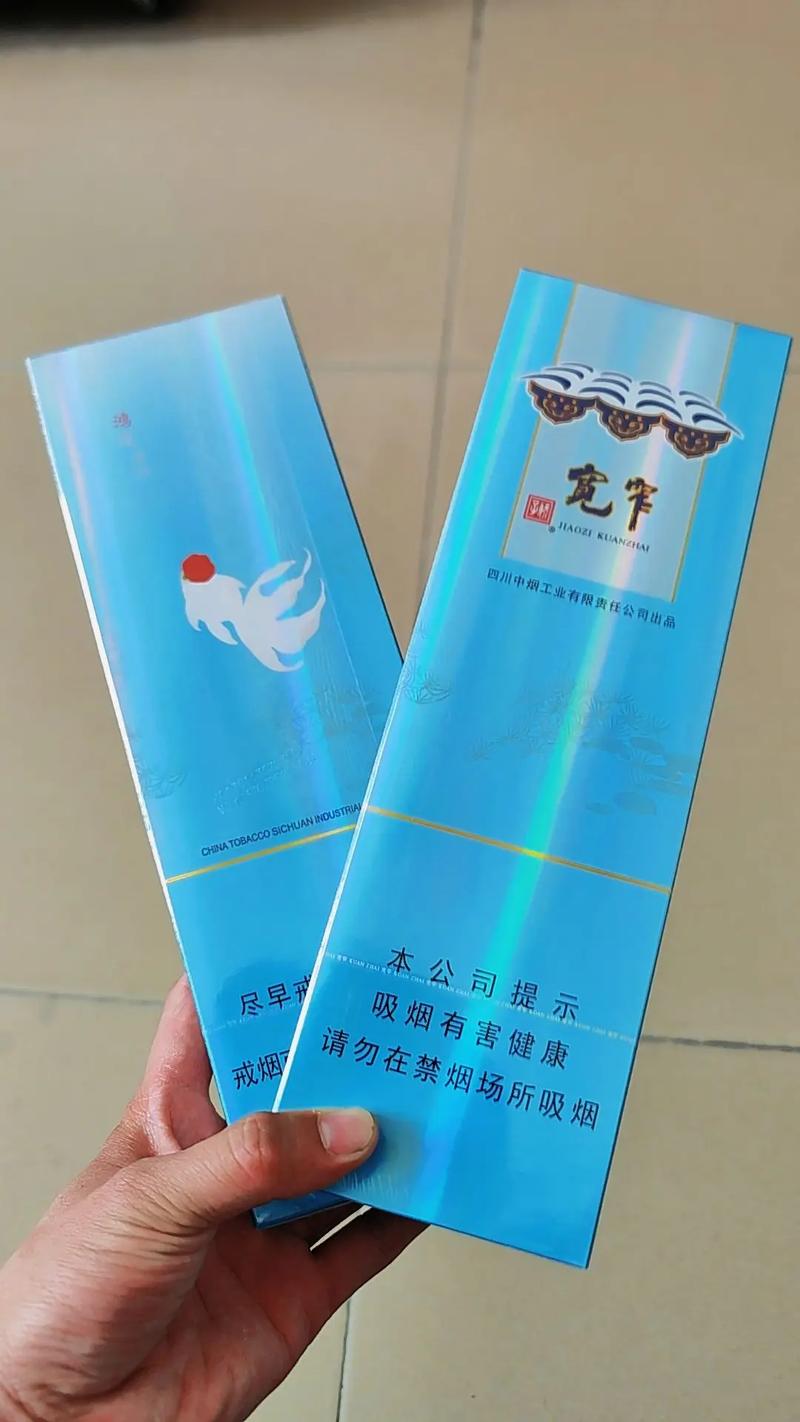 鸿
CHINA TOBACCO SICHUAN INDUSTRIAL
尽早戒
戒烟
宽窄
JIAOZI KUANZHAI
四川中烟工业有限责任公司出品
本公司提示
吸烟有害健康
请勿在禁烟场所吸烟